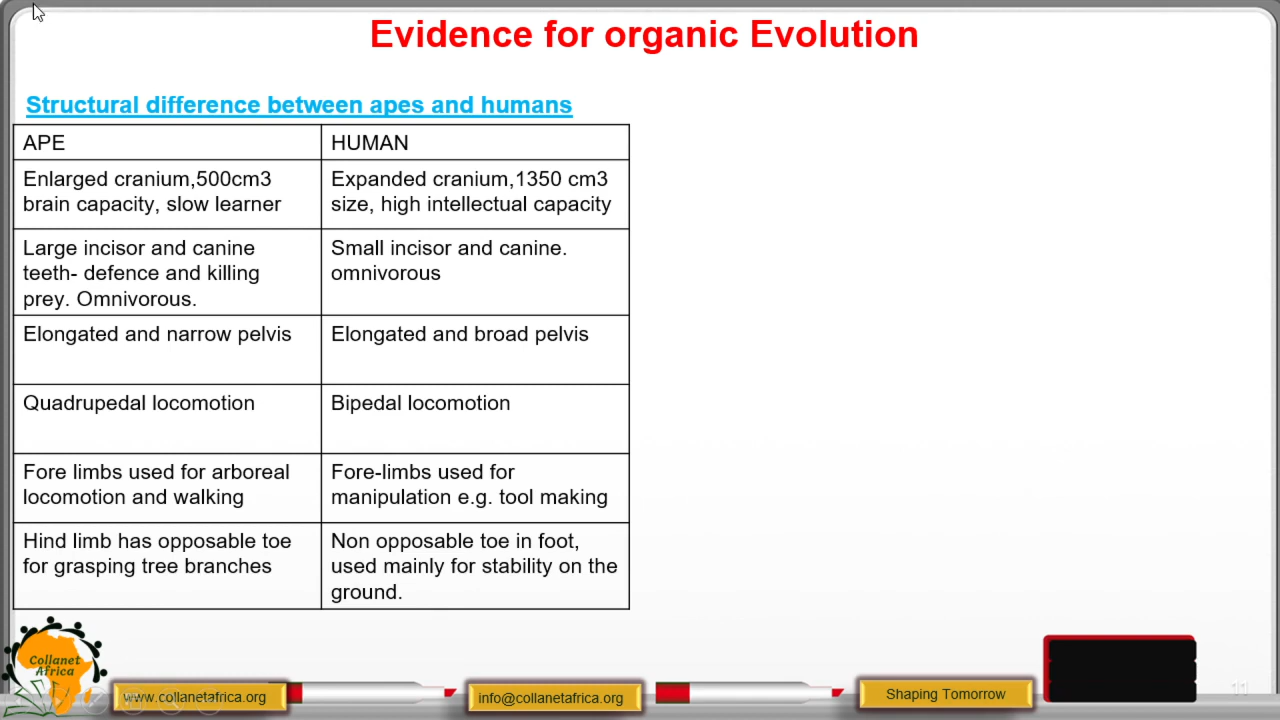 Evidence for organic Evolution
Structural difference between apes and humans
APE
HUMAN
Enlarged cranium,500cm3
brain capacity, slow learner
Expanded cranium,1350 cm3
size, high intellectual capacity
Large incisor and canine
teeth- defence and killing
prey. Omnivorous.
Small incisor and canine.
omnivorous
Elongated and narrow pelvis
Elongated and broad pelvis
Quadrupedal locomotion
Bipedal locomotion
Fore limbs used for arboreal
locomotion and walking
Fore-limbs used for
manipulation e.g. tool making
Hind limb has opposable toe
for grasping tree branches
Non opposable toe in foot,
used mainly for stability on the
ground.
Collanet
Africa
www.collanetafrica.org
info@collanetafrica.org
Shaping Tomorrow
11